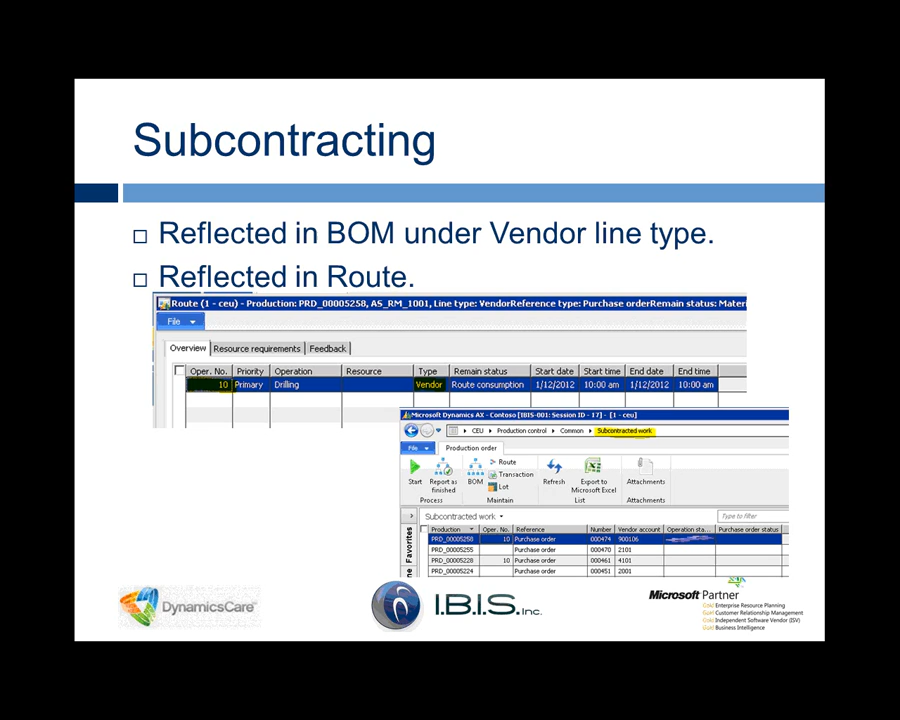 Subcontracting
Reflected in BOM under Vendor line type.
Reflected in Route.
Route (1 - ceu) - Production: PRD_00005258, AS_RM_1001, Line type: VendorReference type: Purchase orderRemain status: Mater
File
Overview Resource requirements Feedback
Oper. No. Priority Operation Resource Type Remain status Start date Start time End date End time
10 Primary Drilling Vendor Route consumption 1/12/2012 10:00 am 1/12/2012 10:00 am
Microsoft Dynamics AX - Contoso [IBIS-001: Session ID - 17] - [1 - ceu]
CEU Production control Common Subcontracted work
File Production order
Start Report as finished BOM Route Transaction Lot Refresh Export to Microsoft Excel Attachments
Process Maintain List Attachments
Subcontracted work Type to filter
Favorites
Production Oper. No. Reference Number Vendor account Operation sta... Purchase order status
PRD_00005258 10 Purchase order 000474 900106
PRD_00005255 Purchase order 000470 2101
PRD_00005228 10 Purchase order 000461 4101
PRD_00005224 Purchase order 000451 2001
DynamicsCare
I.B.I.S. Inc.
Microsoft Partner
Gold Enterprise Resource Planning
Gold Customer Relationship Management
Gold Independent Software Vendor (ISV)
Gold Business Intelligence